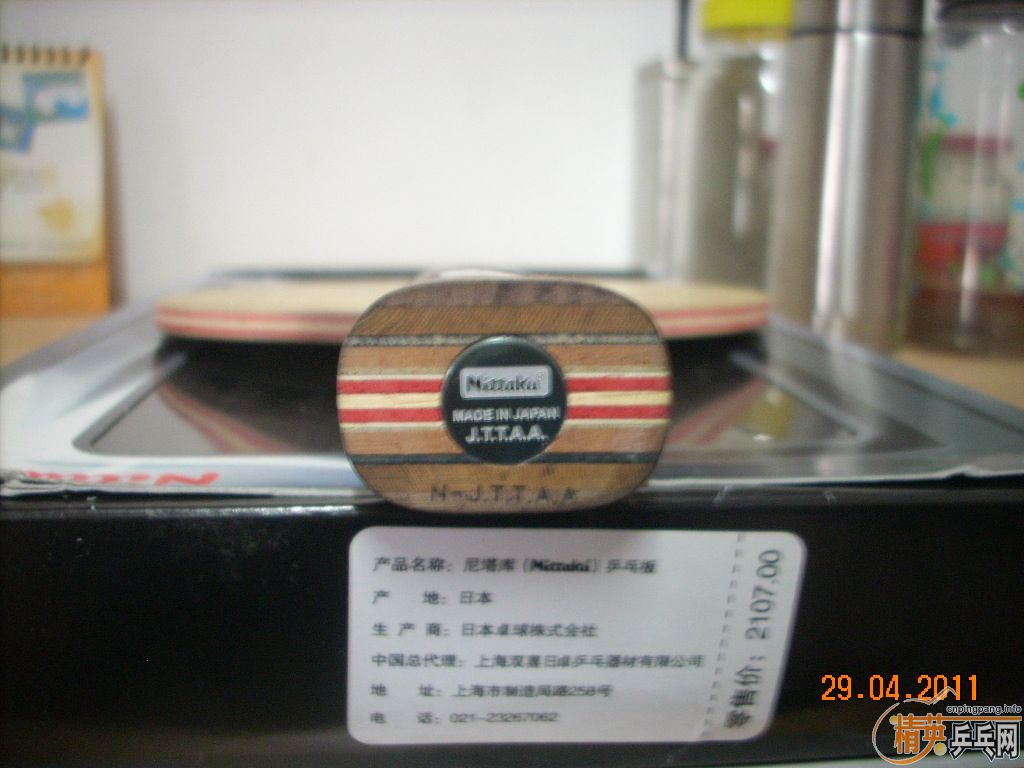 Nittaku
MADE IN JAPAN
J.T.T.A.A.
N-J.T.T.A.A
Nittaku
产品名称：尼塔库（Nittaku）乒乓板
产 地：日本
生 产 商：日本卓球株式会社
中国总代理：上海双喜日卓乒乓器材有限公司
地 址：上海市制造局路258号
电 话：021-23267062
零售价：2107.00
29.04.2011
cnpingpang.info
精英乒乓网